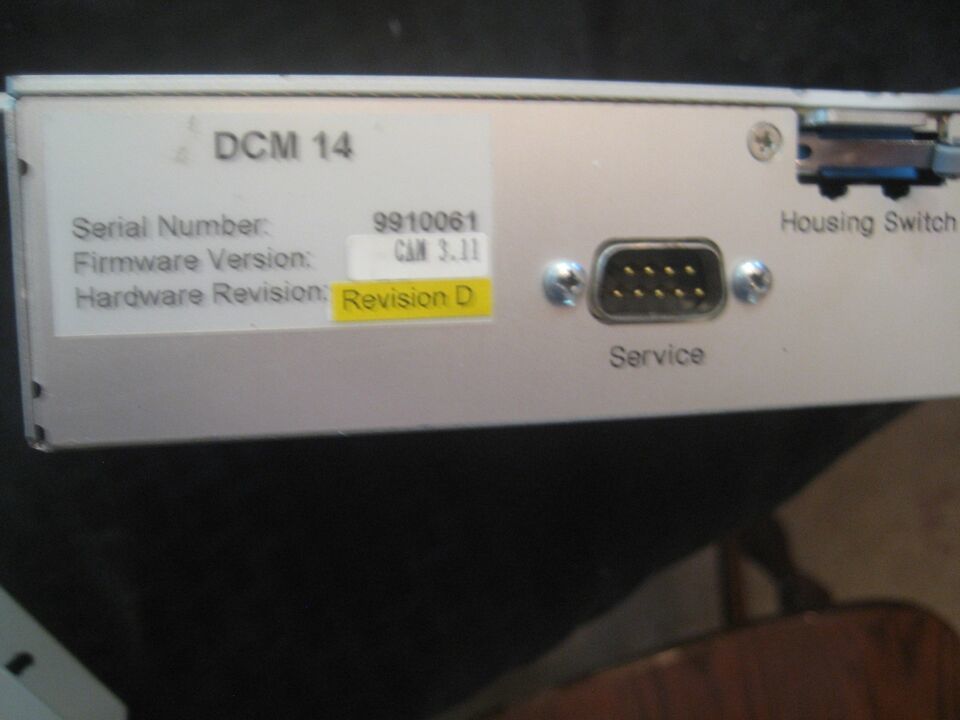 DCM 14
Serial Number: 9910061
Firmware Version: CAM 3.11
Hardware Revision: Revision D
Housing Switch
Service